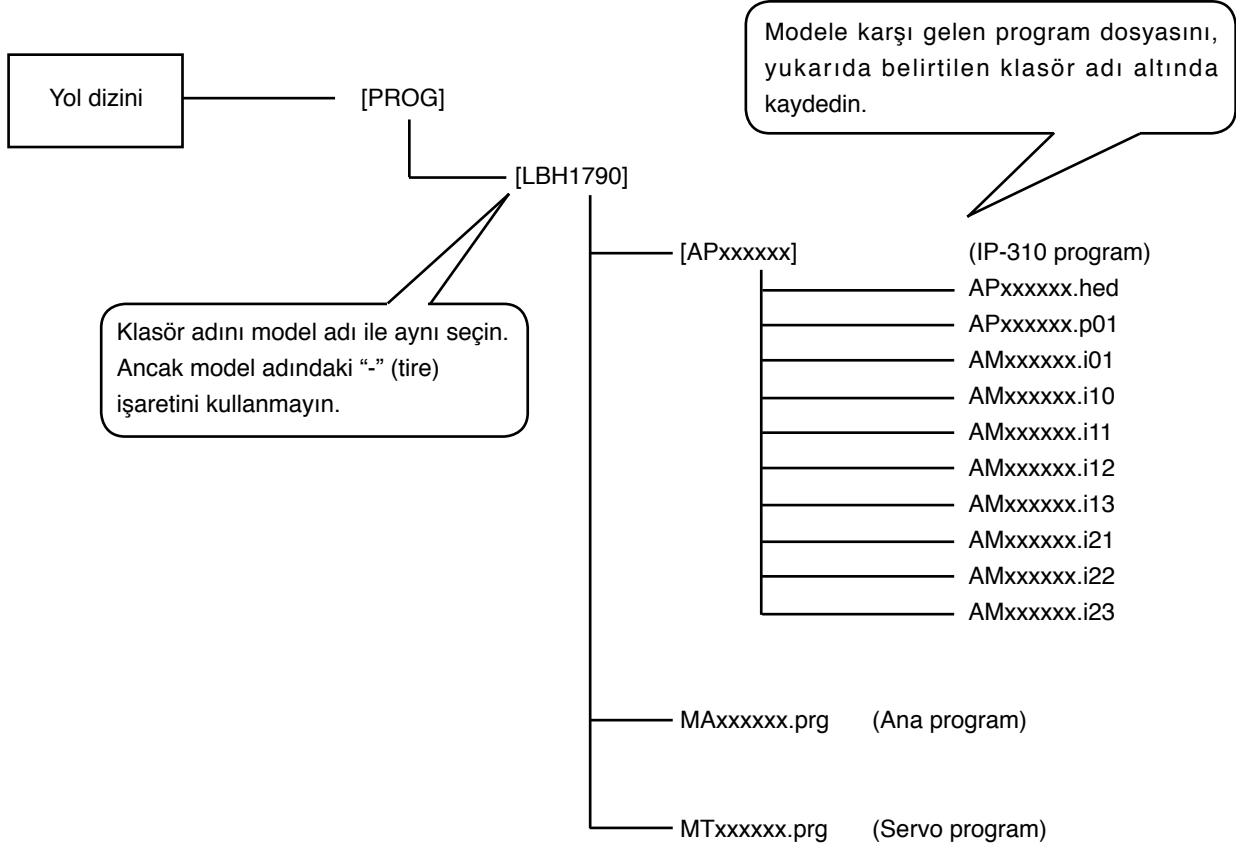 Modele karşı gelen program dosyasını,
yukarıda belirtilen klasör adı altında
kaydedin.
Yol dizini
[PROG]
[LBH1790]
Klasör adını model adı ile aynı seçin.
Ancak model adındaki “-” (tire)
işaretini kullanmayın.
[APxxxxxx] (IP-310 program)
APxxxxxx.hed
APxxxxxx.p01
AMxxxxxx.i01
AMxxxxxx.i10
AMxxxxxx.i11
AMxxxxxx.i12
AMxxxxxx.i13
AMxxxxxx.i21
AMxxxxxx.i22
AMxxxxxx.i23
MAxxxxxx.prg (Ana program)
MTxxxxxx.prg (Servo program)